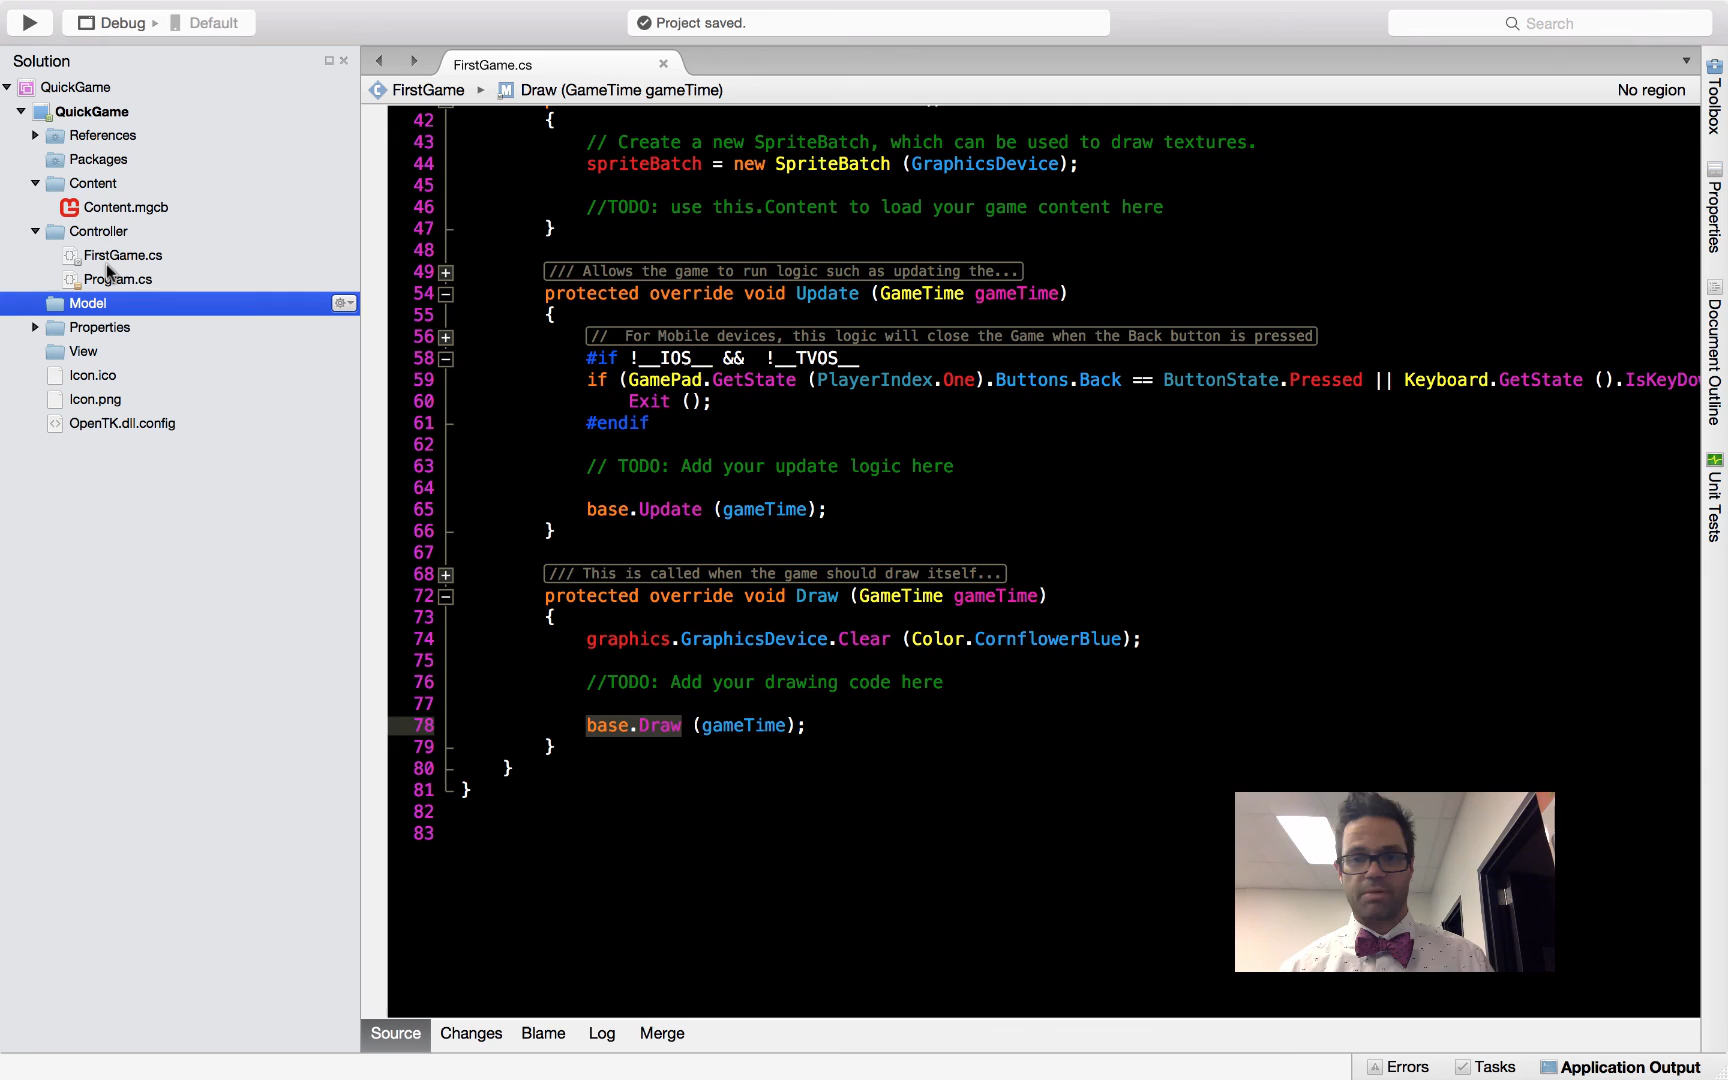 Debug
Default
Project saved.
Search
Solution
QuickGame
QuickGame
References
Packages
Content
Content.mgcb
Controller
FirstGame.cs
Program.cs
Model
Properties
View
Icon.ico
Icon.png
OpenTK.dll.config
FirstGame.cs
FirstGame
M Draw (GameTime gameTime)
No region
42 {
43 // Create a new SpriteBatch, which can be used to draw textures.
44 spriteBatch = new SpriteBatch (GraphicsDevice);
45
46 //TODO: use this.Content to load your game content here
47 }
48
49 /// Allows the game to run logic such as updating the...
54 protected override void Update (GameTime gameTime)
55 {
56 // For Mobile devices, this logic will close the Game when the Back button is pressed
58 #if !__IOS__ && !__TVOS__
59 if (GamePad.GetState (PlayerIndex.One).Buttons.Back == ButtonState.Pressed || Keyboard.GetState ().IsKeyDo
60 Exit ();
61 #endif
62
63 // TODO: Add your update logic here
64
65 base.Update (gameTime);
66 }
67
68 /// This is called when the game should draw itself...
72 protected override void Draw (GameTime gameTime)
73 {
74 graphics.GraphicsDevice.Clear (Color.CornflowerBlue);
75
76 //TODO: Add your drawing code here
77
78 base.Draw (gameTime);
79 }
80 }
81 }
82
83
Toolbox
Properties
Document Outline
Unit Tests
Source Changes Blame Log Merge
Errors Tasks Application Output